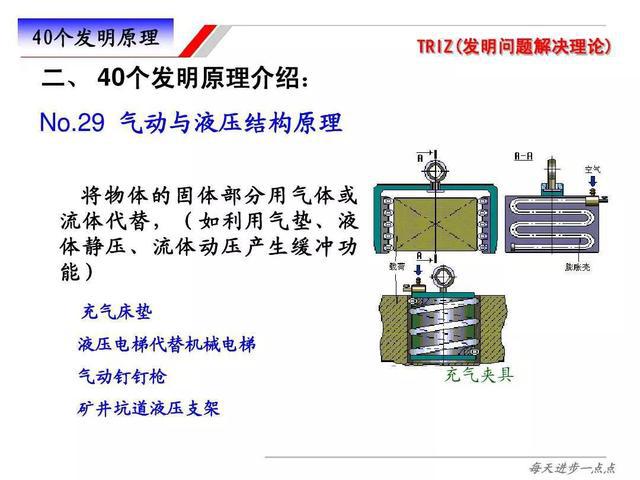 40个发明原理
TRIZ(发明问题解决理论)
二、 40个发明原理介绍：
No.29 气动与液压结构原理
将物体的固体部分用气体或
流体代替，（如利用气垫、液
体静压、流体动压产生缓冲功
能）
充气床垫
液压电梯代替机械电梯
气动钉钉枪
矿井坑道液压支架
A
A-A
空气
载荷
A
膨胀壳
充气夹具
每天进步一点点